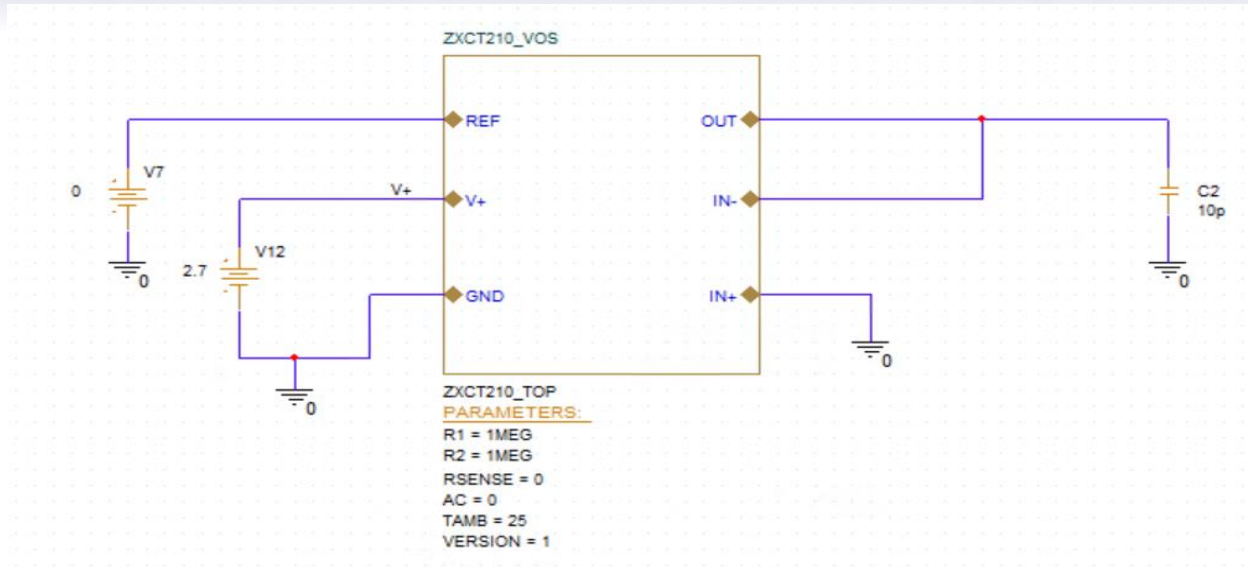 ZXCT210_VOS
REF
OUT
V7
0
V+
V+
IN-
C2
10p
V12
2.7
0
0
GND
IN+
0
0
ZXCT210_TOP
PARAMETERS:
R1 = 1MEG
R2 = 1MEG
RSENSE = 0
AC = 0
TAMB = 25
VERSION = 1